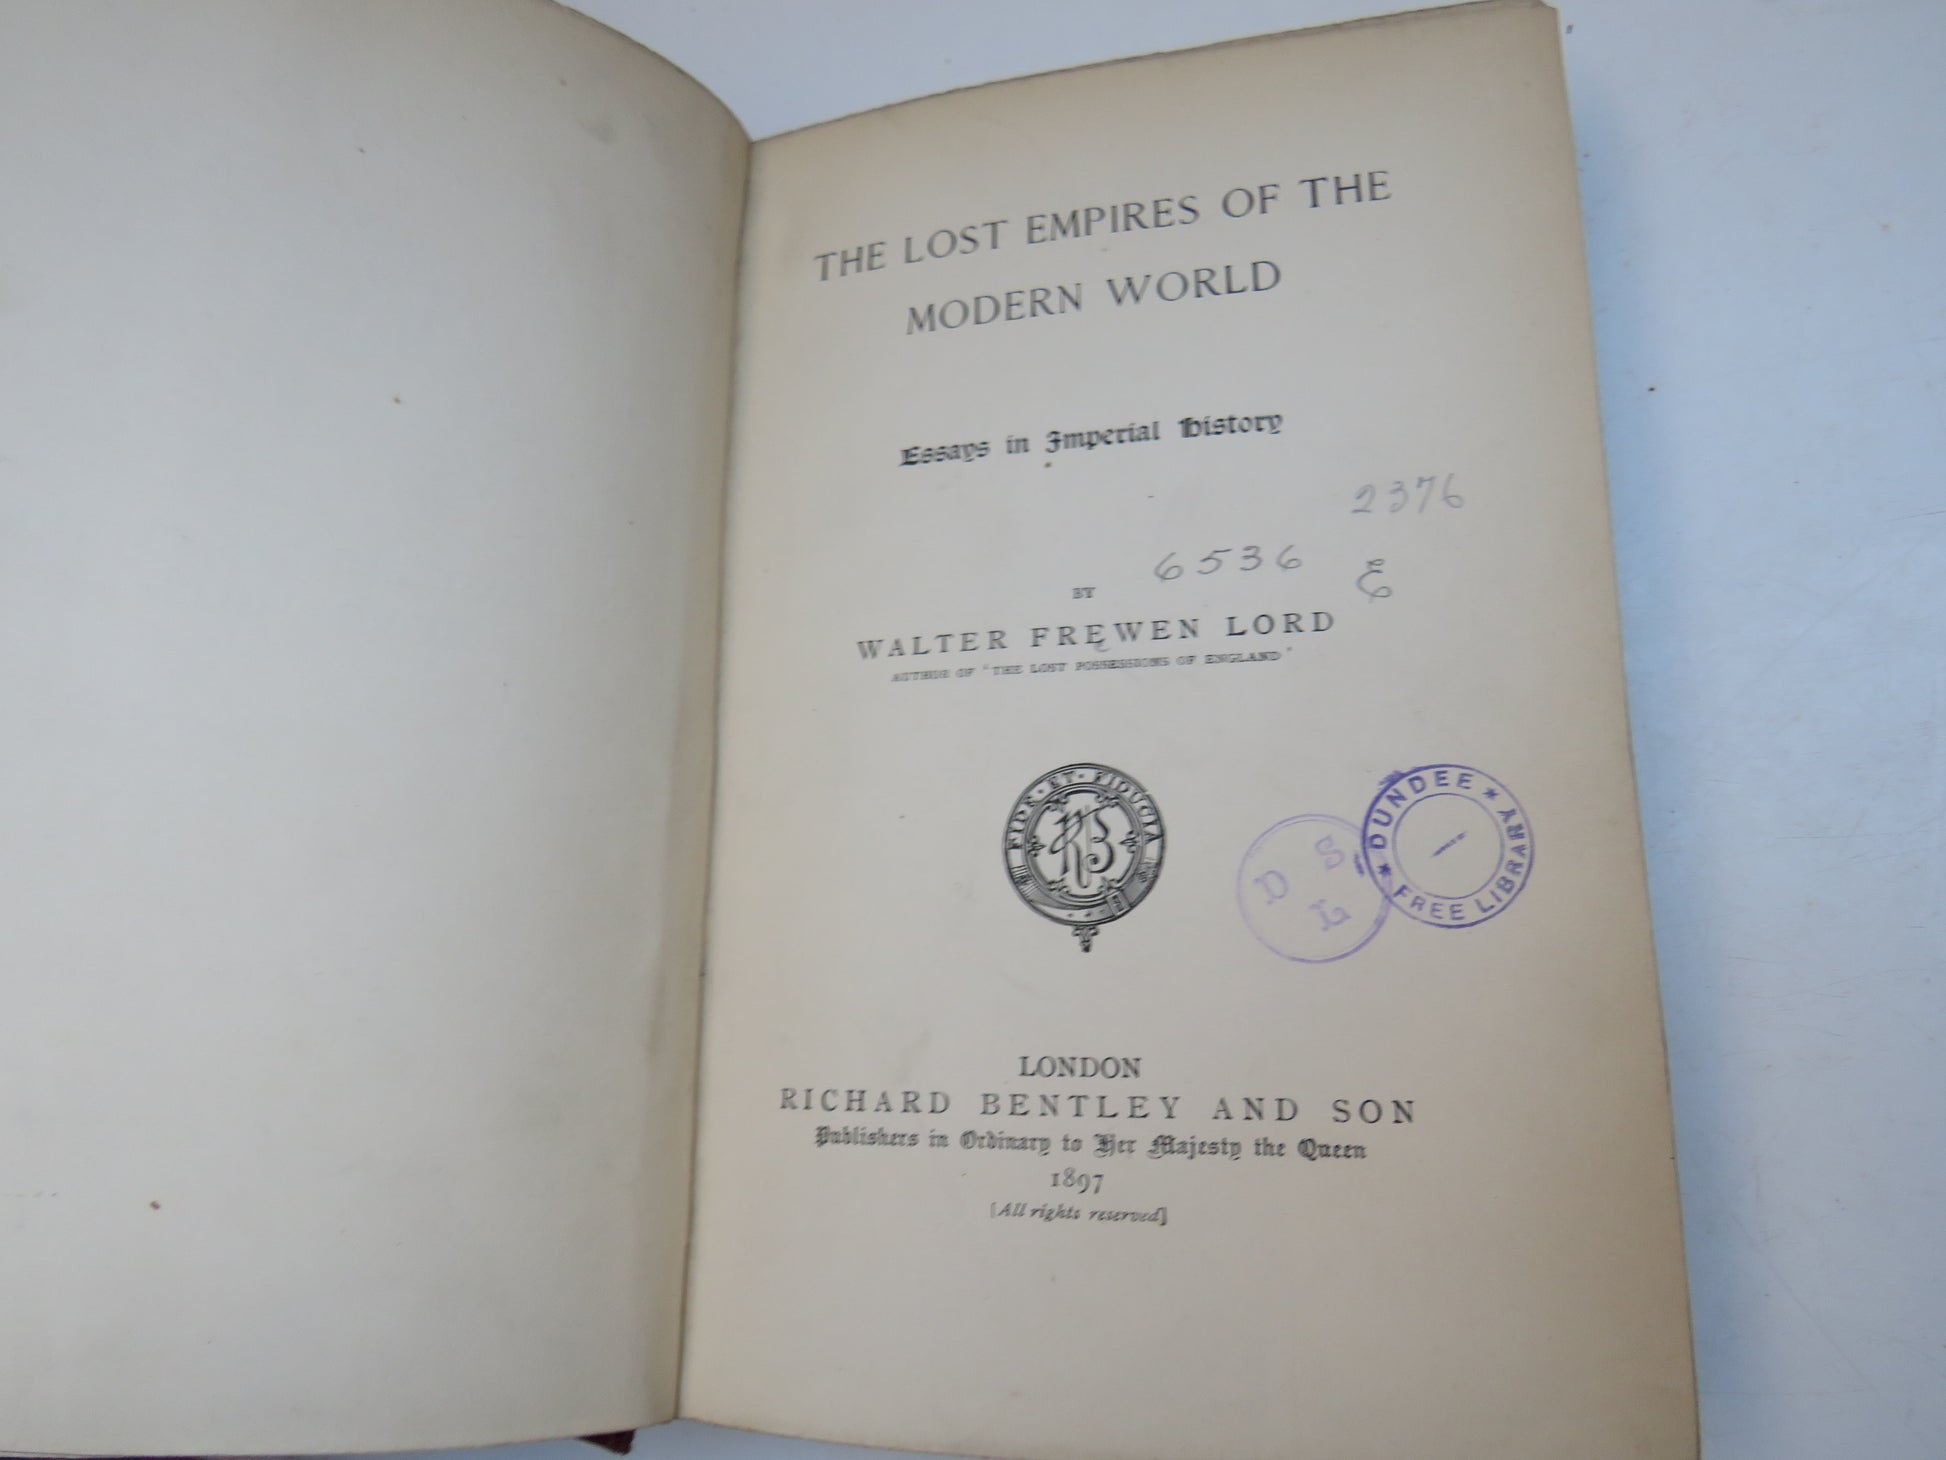 THE LOST EMPIRES OF THE
MODERN WORLD
Essays in Imperial History
2376
6536
E
BY
WALTER FREWEN LORD
AUTHOR OF "THE LOST POSSESSIONS OF ENGLAND"
FIDE·ET·FIDUCIA
RB
D S L
* DUNDEE * FREE LIBRARY
LONDON
RICHARD BENTLEY AND SON
Publishers in Ordinary to Her Majesty the Queen
1897
[All rights reserved]